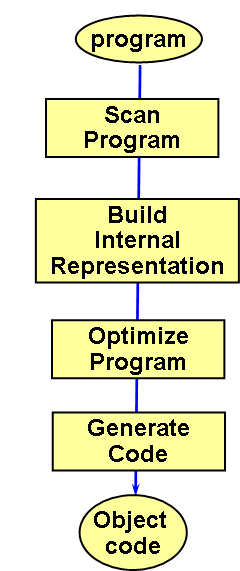 program
Scan
Program
Build
Internal
Representation
Optimize
Program
Generate
Code
Object
code